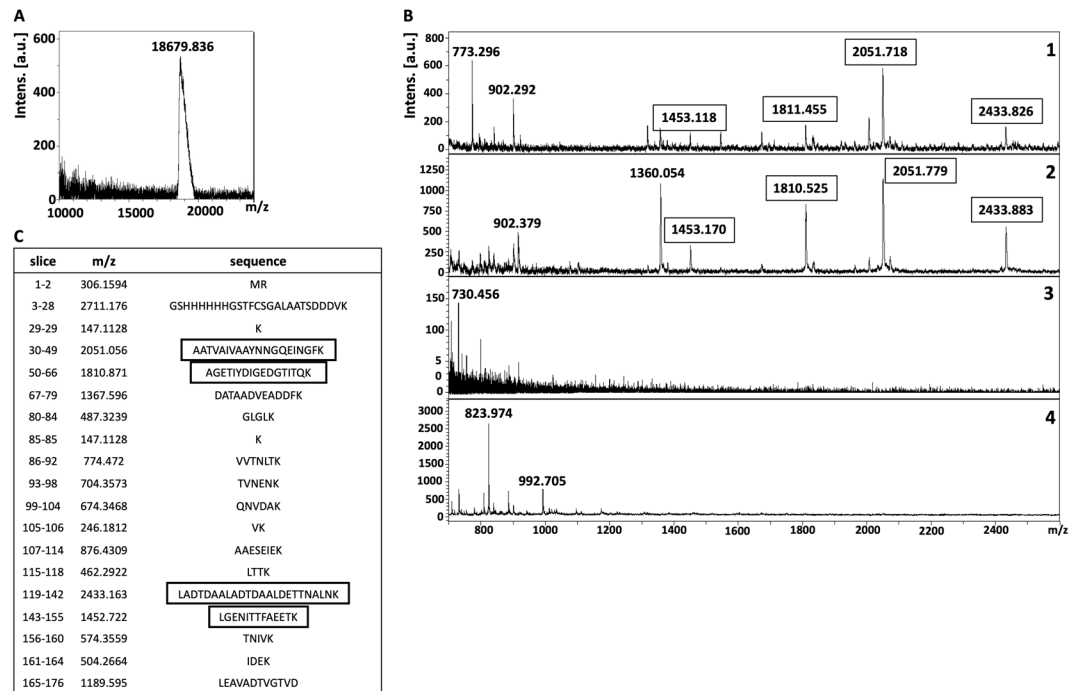 A
18679.836
Intens. [a.u.]
600
400
200
0
10000 15000 20000 m/z
B
Intens. [a.u.]
800
600
400
200
0
773.296
902.292
1453.118
1811.455
2051.718
2433.826
1
1250
1000
750
500
250
0
902.379
1360.054
1453.170
1810.525
2051.779
2433.883
2
150
100
5
0
0
730.456
3
3000
2500
2000
1500
1000
500
0
823.974
992.705
4
800 1000 1200 1400 1600 1800 2000 2200 2400 m/z
C
slice m/z sequence
1-2 306.1594 MR
3-28 2711.176 GSHHHHHHGSTFCSGALAATSDDDVK
29-29 147.1128 K
30-49 2051.056 AATVAIVAAYNNGQEINGFK
50-66 1810.871 AGETIYDIGEDGTITQK
67-79 1367.596 DATAADVEADDFK
80-84 487.3239 GLGLK
85-85 147.1128 K
86-92 774.472 VVTNLTK
93-98 704.3573 TVNENK
99-104 674.3468 QNVDAK
105-106 246.1812 VK
107-114 876.4309 AAESEIEK
115-118 462.2922 LTTK
119-142 2433.163 LADTDAALADTDAALDETTNALNK
143-155 1452.722 LGENITTFAEETK
156-160 574.3559 TNIVK
161-164 504.2664 IDEK
165-176 1189.595 LEAVADTVGTVD